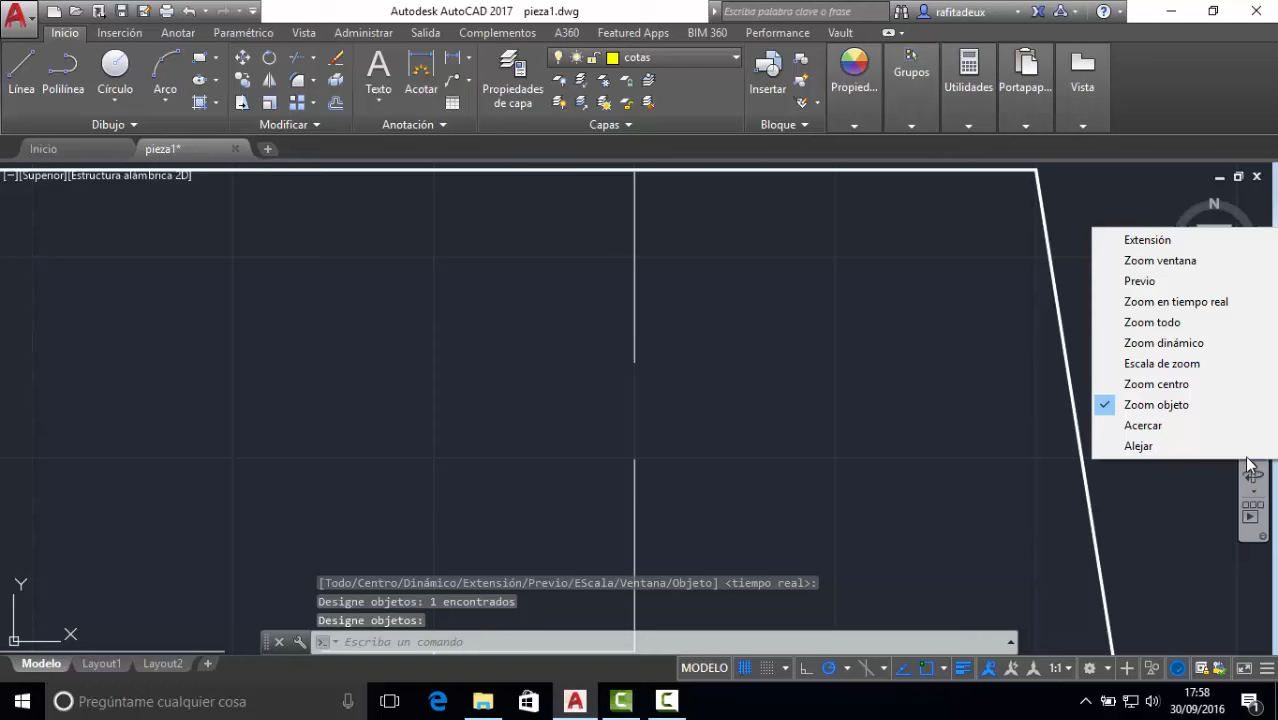 Autodesk AutoCAD 2017 pieza1.dwg
Escriba palabra clave o frase
rafitadeux
Inicio Inserción Anotar Paramétrico Vista Administrar Salida Complementos A360 Featured Apps BIM 360 Performance Vault
cotas
Línea Polilínea Círculo Arco
Texto Acotar
Propiedades de capa
Insertar
Propied... Grupos Utilidades Portapap... Vista
Dibujo Modificar Anotación Capas Bloque
Inicio pieza1*
[−][Superior][Estructura alámbrica 2D]
N
Extensión
Zoom ventana
Previo
Zoom en tiempo real
Zoom todo
Zoom dinámico
Escala de zoom
Zoom centro
Zoom objeto
Acercar
Alejar
Y
X
[Todo/Centro/Dinámico/Extensión/Previo/EScala/Ventana/Objeto] <tiempo real>:
Designe objetos: 1 encontrados
Designe objetos:
Escriba un comando
Modelo Layout1 Layout2
MODELO
1:1
Pregúntame cualquier cosa
17:58
30/09/2016
1